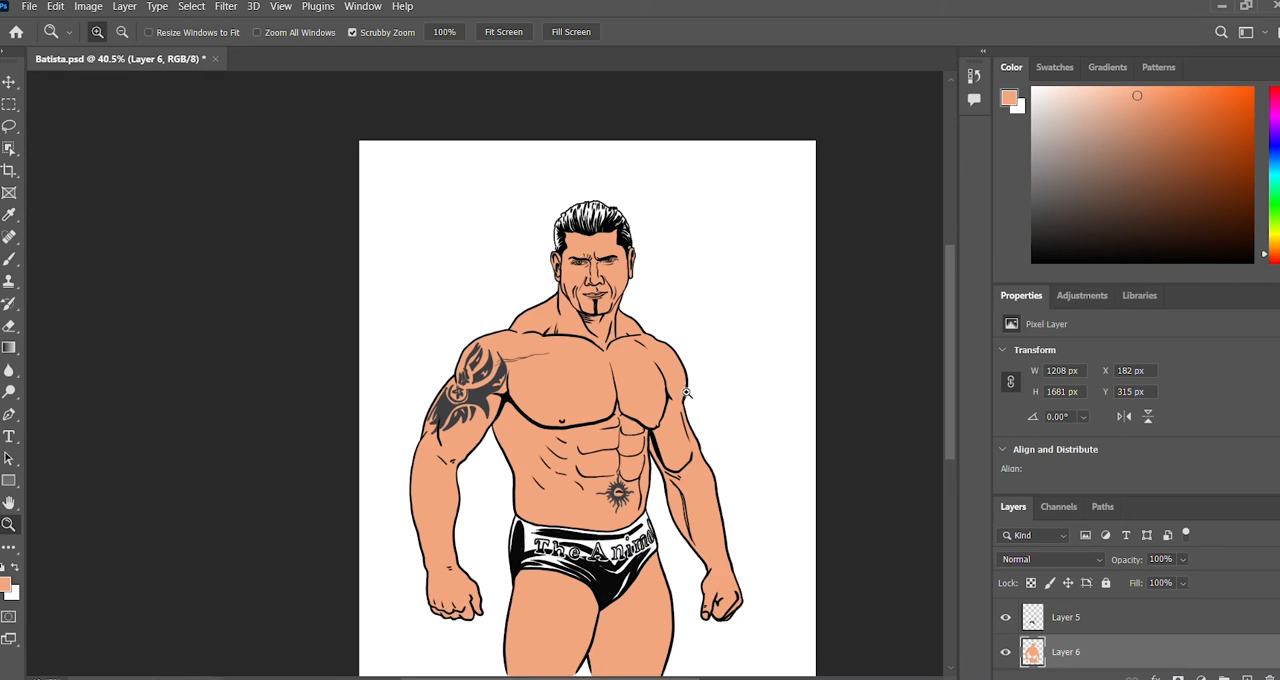 File Edit Image Layer Type Select Filter 3D View Plugins Window Help
Resize Windows to Fit Zoom All Windows Scrubby Zoom 100% Fit Screen Fill Screen
Batista.psd @ 40.5% (Layer 6, RGB/8) *
Color Swatches Gradients Patterns
Properties Adjustments Libraries
Pixel Layer
Transform
W 1208 px X 182 px
H 1681 px Y 315 px
0.00°
Align and Distribute
Align:
Layers Channels Paths
Kind
Normal Opacity: 100%
Lock: Fill: 100%
Layer 5
Layer 6
The Animal